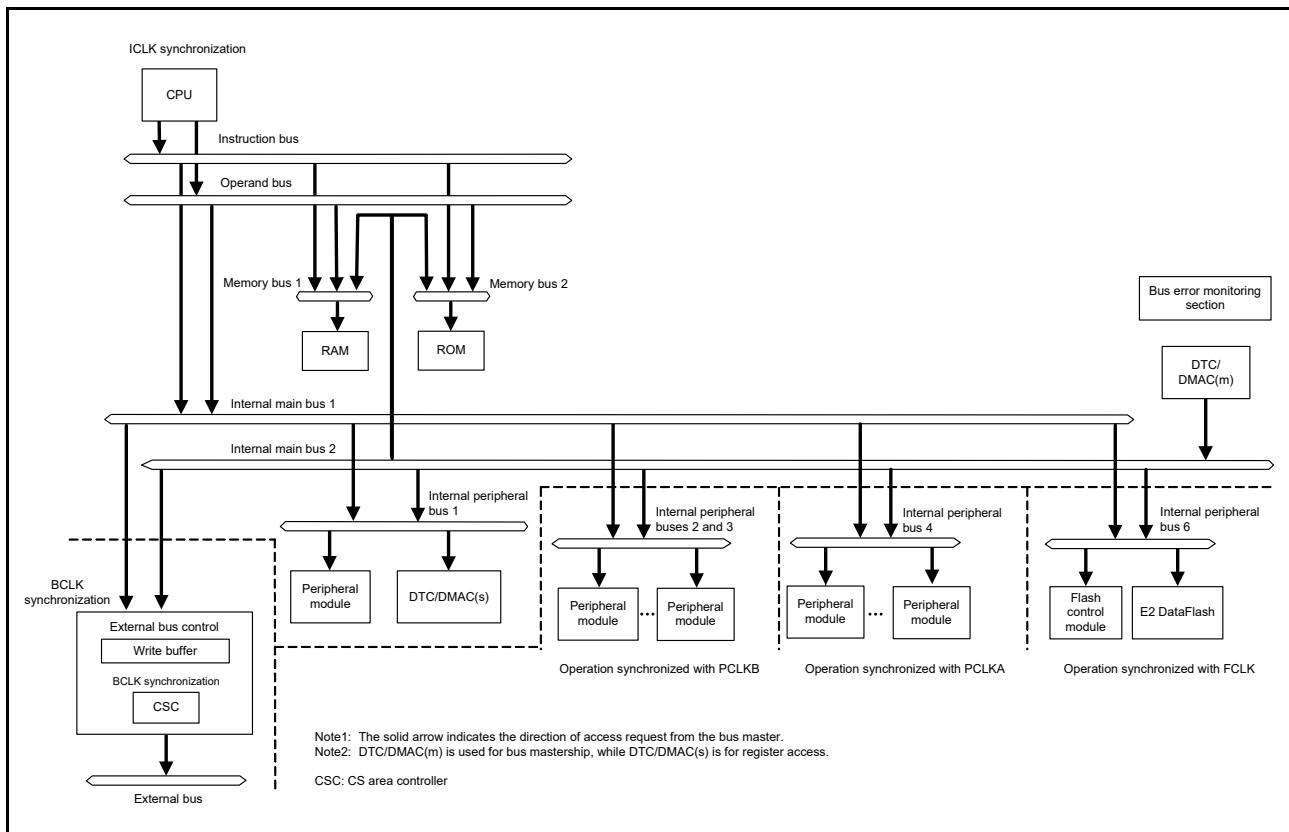 ICLK synchronization
CPU
Instruction bus
Operand bus
Memory bus 1
Memory bus 2
RAM
ROM
Bus error monitoring
section
DTC/
DMAC(m)
Internal main bus 1
Internal main bus 2
Internal peripheral
bus 1
Internal peripheral
buses 2 and 3
Internal peripheral
bus 4
Internal peripheral
bus 6
BCLK
synchronization
Peripheral
module
DTC/DMAC(s)
Peripheral
module
...
Peripheral
module
Peripheral
module
...
Peripheral
module
Flash
control
module
E2 DataFlash
External bus control
Write buffer
BCLK synchronization
CSC
Operation synchronized with PCLKB
Operation synchronized with PCLKA
Operation synchronized with FCLK
Note1: The solid arrow indicates the direction of access request from the bus master.
Note2: DTC/DMAC(m) is used for bus mastership, while DTC/DMAC(s) is for register access.
CSC: CS area controller
External bus